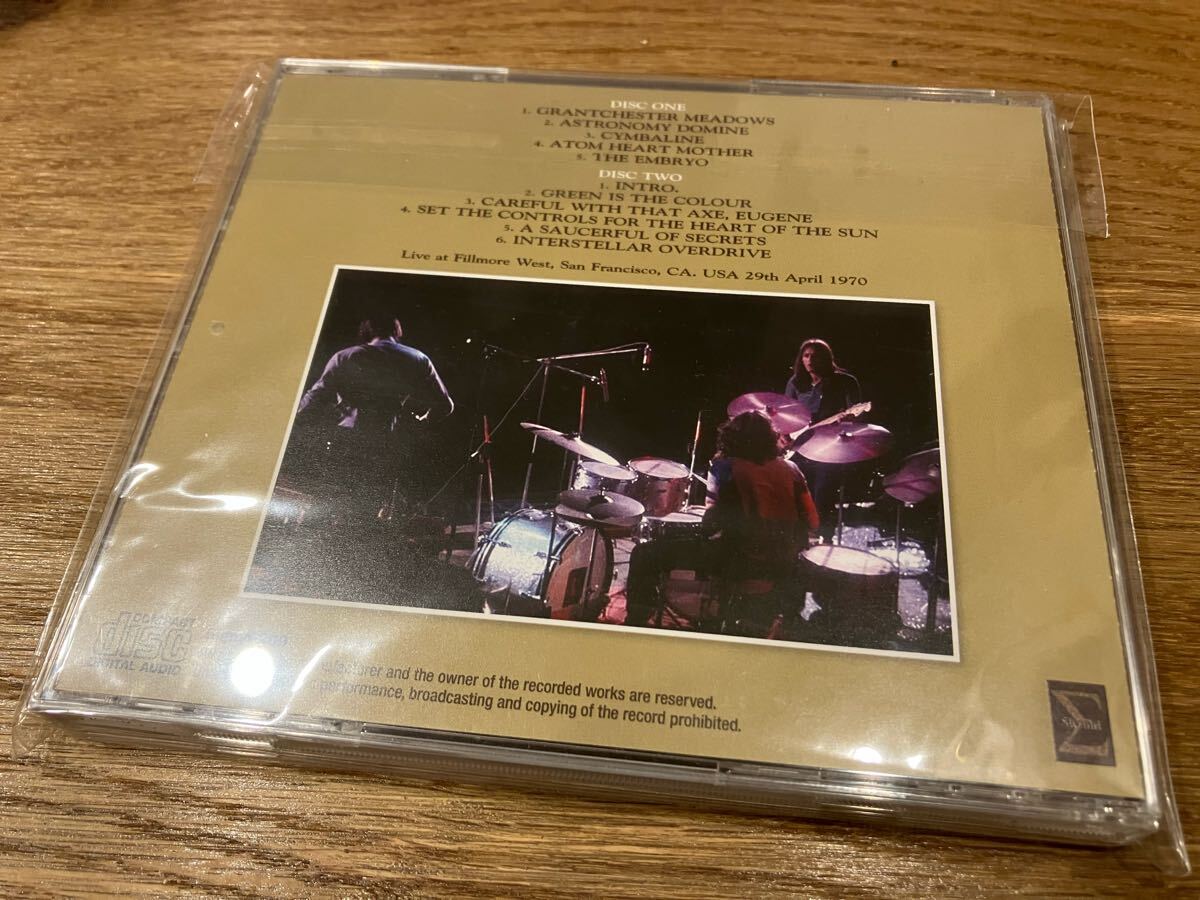 DISC ONE
1. GRANTCHESTER MEADOWS
2. ASTRONOMY DOMINE
3. CYMBALINE
4. ATOM HEART MOTHER
5. THE EMBRYO
DISC TWO
1. INTRO.
2. GREEN IS THE COLOUR
3. CAREFUL WITH THAT AXE, EUGENE
4. SET THE CONTROLS FOR THE HEART OF THE SUN
5. A SAUCERFUL OF SECRETS
6. INTERSTELLAR OVERDRIVE
Live at Fillmore West, San Francisco, CA. USA 29th April 1970
COMPACT
disc
DIGITAL AUDIO
and the owner of the recorded works are reserved.
performance, broadcasting and copying of the record prohibited.